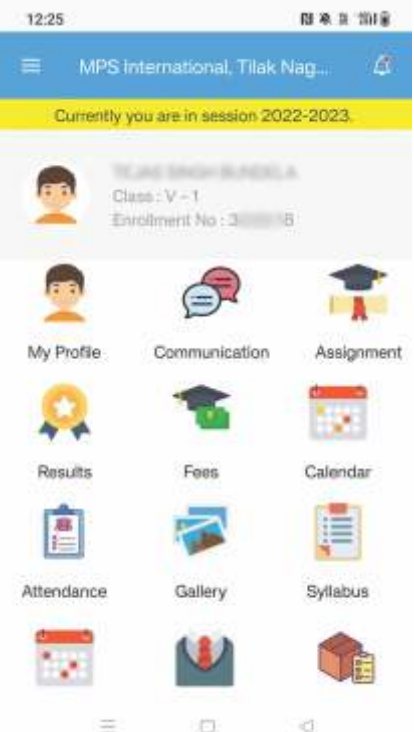 12:25
MPS International, Tilak Nag...
Currently you are in session 2022-2023.
Class : V - 1
Enrollment No : 3
My Profile Communication Assignment
Results Fees Calendar
Attendance Gallery Syllabus